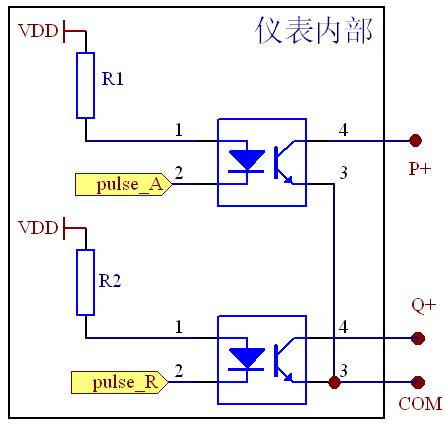 仪表内部
VDD
R1
1
4
P+
pulse_A
2
3
VDD
R2
Q+
1
4
pulse_R
2
3
COM